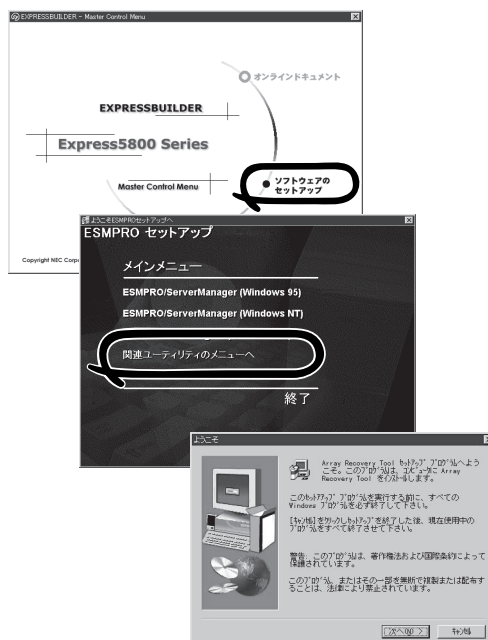 EXPRESSBUILDER - Master Control Menu
オンラインドキュメント
EXPRESSBUILDER
Express5800 Series
Master Control Menu
ソフトウェアの
セットアップ
Copyright NEC Corpo
ようこそESMPROセットアップへ
ESMPRO セットアップ
メインメニュー
ESMPRO/ServerManager (Windows 95)
ESMPRO/ServerManager (Windows NT)
関連ユーティリティのメニューへ
終了
ようこそ
Array Recovery Tool セットアップ プログラムへよう
こそ。このプログラムは、コンピュータに Array
Recovery Tool をインストールします。
このセットアップ プログラムを実行する前に、すべての
Windows プログラムを必ず終了して下さい。
[キャンセル] をクリックしセットアップを終了した後、現在使用中の
プログラムをすべて終了させて下さい。
警告: このプログラムは、著作権法および国際条約によって
保護されています。
このプログラム、またはその一部を無断で複製または配布す
ることは、法律により禁止されています。
次へ(N) >
キャンセル